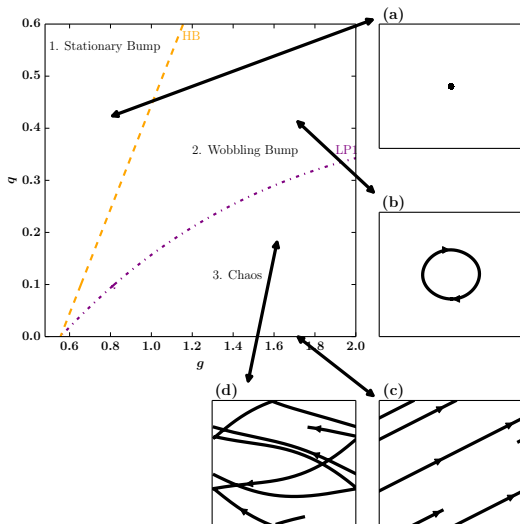 (a)
0.6
HB
1. Stationary Bump
0.5
0.4
2. Wobbling Bump
LP1
0.3
q
(b)
0.2
3. Chaos
0.1
0.0
0.6 0.8 1.0 1.2 1.4 1.6 1.8 2.0
g
(d)
(c)